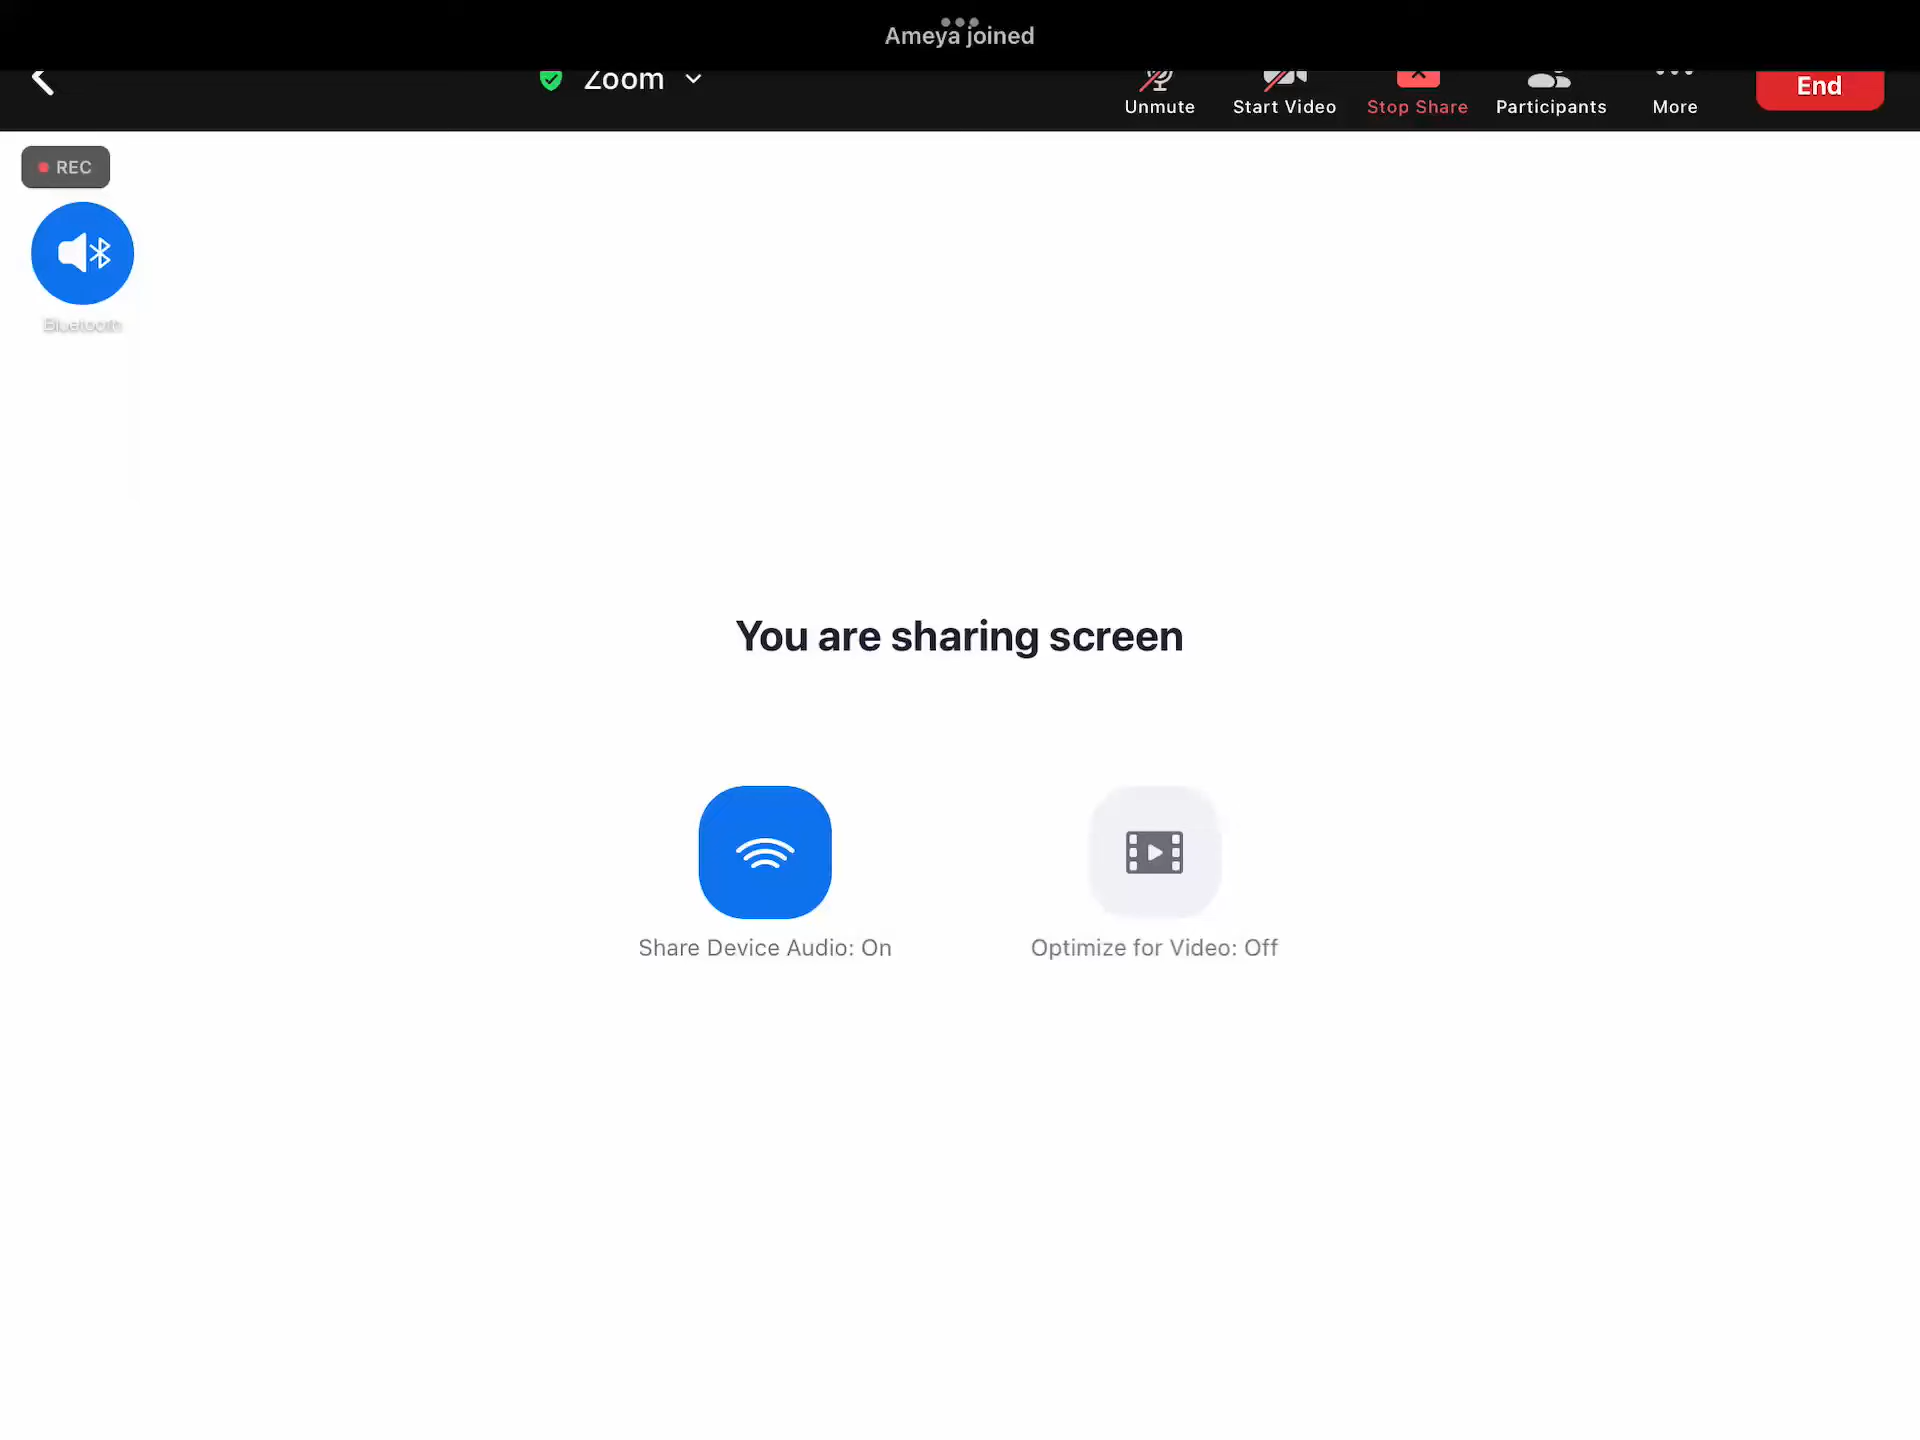 Ameya joined
Zoom
Unmute
Start Video
Stop Share
Participants
More
End
REC
Bluetooth
You are sharing screen
Share Device Audio: On
Optimize for Video: Off